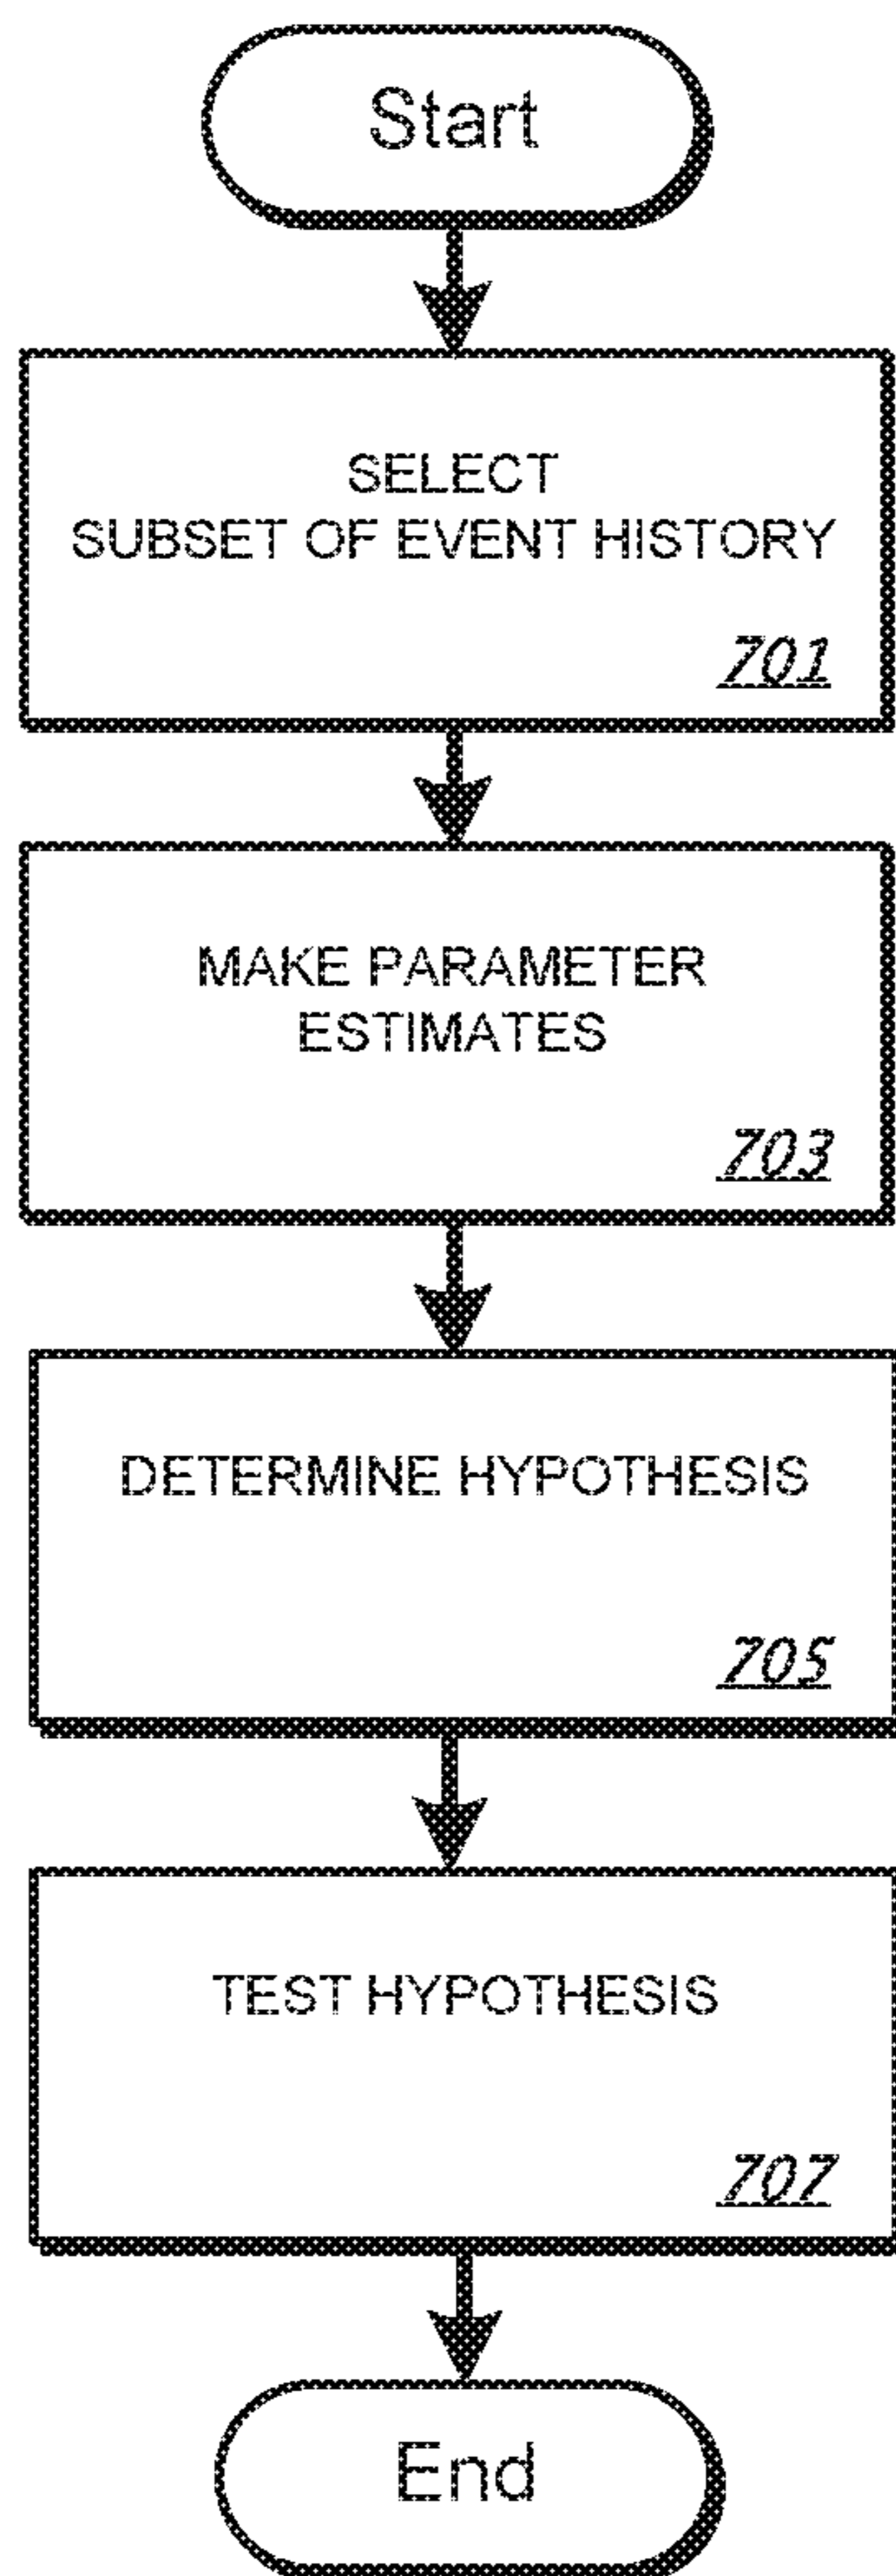 Start
SELECT
SUBSET OF EVENT HISTORY
701
MAKE PARAMETER
ESTIMATES
703
DETERMINE HYPOTHESIS
705
TEST HYPOTHESIS
707
End